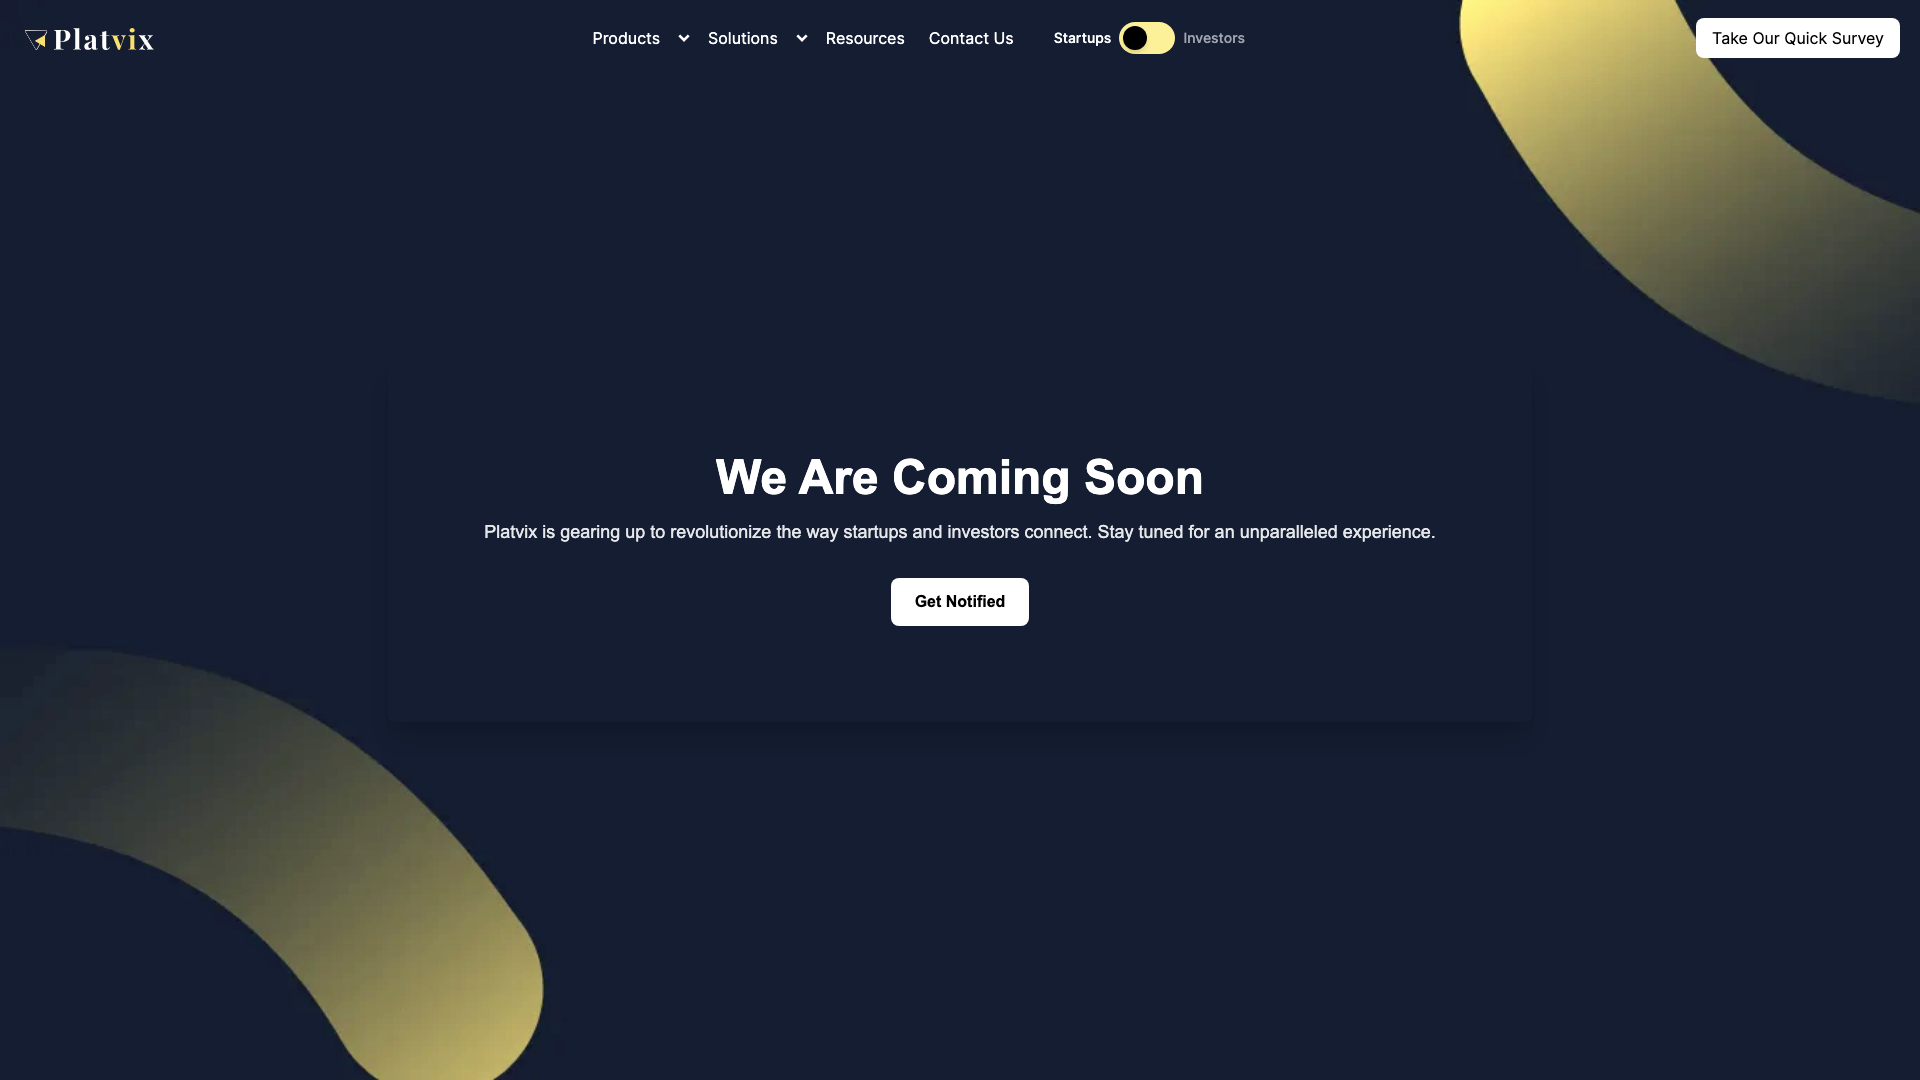 Platvix
Products
Solutions
Resources
Contact Us
Startups
Investors
Take Our Quick Survey
We Are Coming Soon
Platvix is gearing up to revolutionize the way startups and investors connect. Stay tuned for an unparalleled experience.
Get Notified